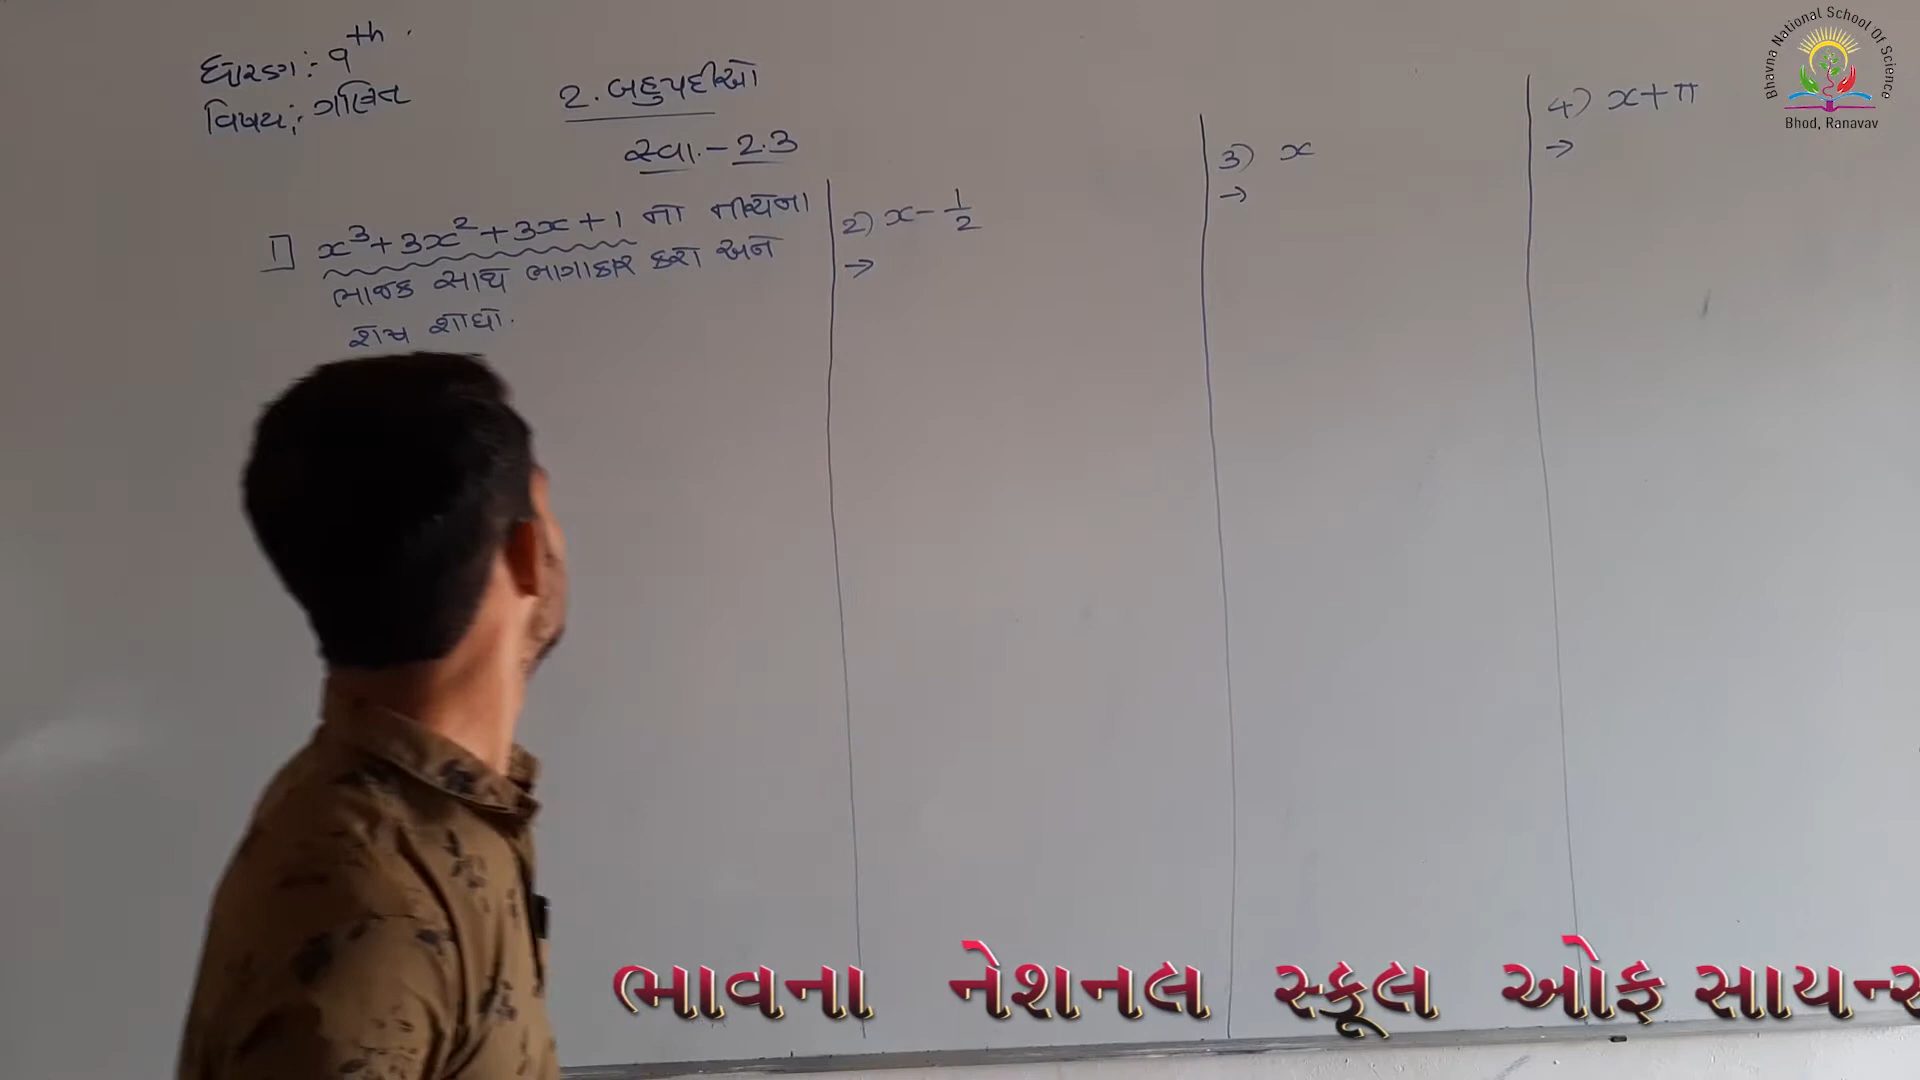 ધોરણ :- 9th.
વિષય :- ગણિત
2. બહુપદીઓ
સ્વા. - 2.3
1] x³ + 3x² + 3x + 1 નો નીચેના
ભાજક સાથે ભાગાકાર કરો અને
શેષ શોધો.
2) x - 1/2
→
3) x
→
4) x + π
→
Bhavna National School Of Science
Bhod, Ranavav
ભાવના નેશનલ સ્કૂલ ઓફ સાયન્સ